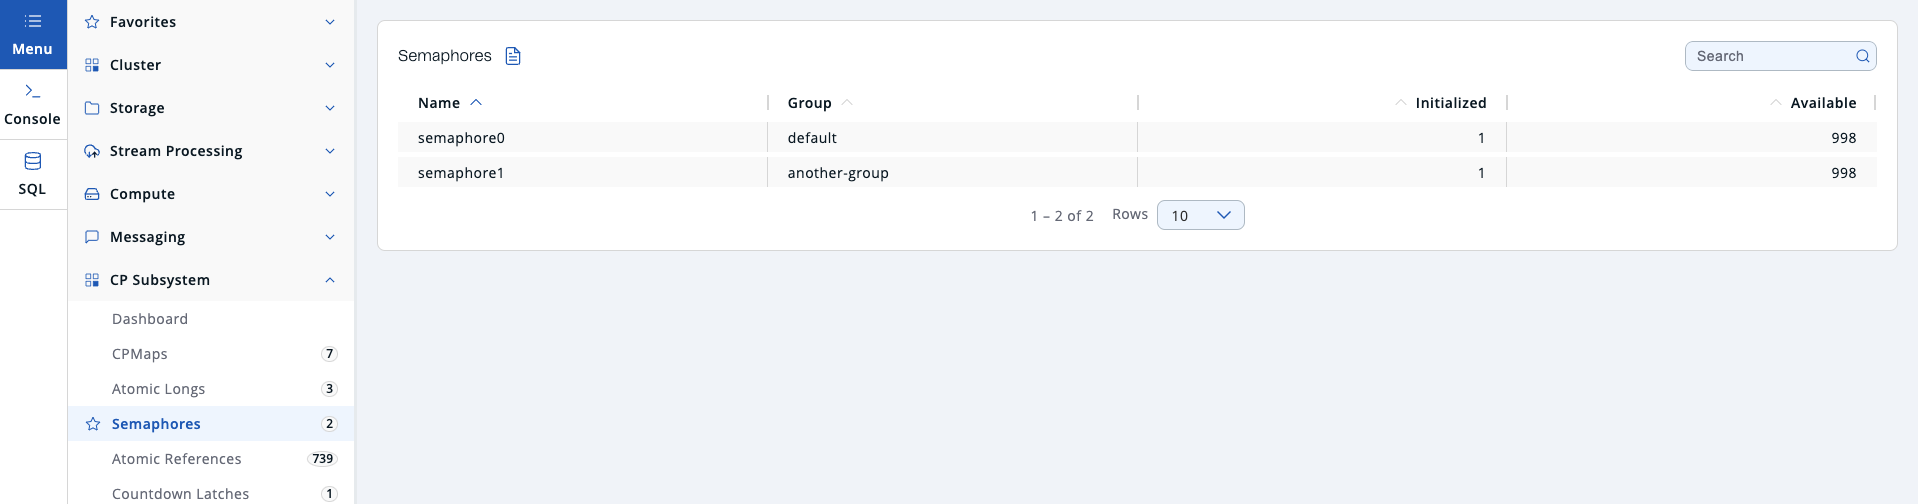 Menu
Console
SQL
Favorites
Cluster
Storage
Stream Processing
Compute
Messaging
CP Subsystem
Dashboard
CPMaps 7
Atomic Longs 3
Semaphores 2
Atomic References 739
Countdown Latches 1
Semaphores
Search
Name Group Initialized Available
semaphore0 default 1 998
semaphore1 another-group 1 998
1 – 2 of 2 Rows 10